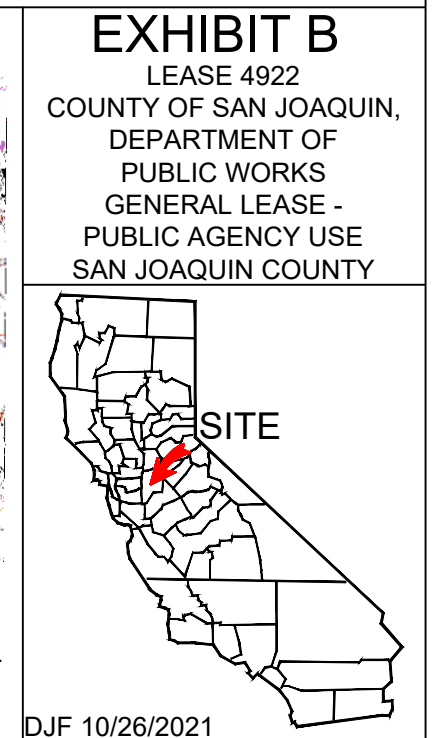 EXHIBIT B
LEASE 4922
COUNTY OF SAN JOAQUIN,
DEPARTMENT OF
PUBLIC WORKS
GENERAL LEASE -
PUBLIC AGENCY USE
SAN JOAQUIN COUNTY
SITE
DJF 10/26/2021